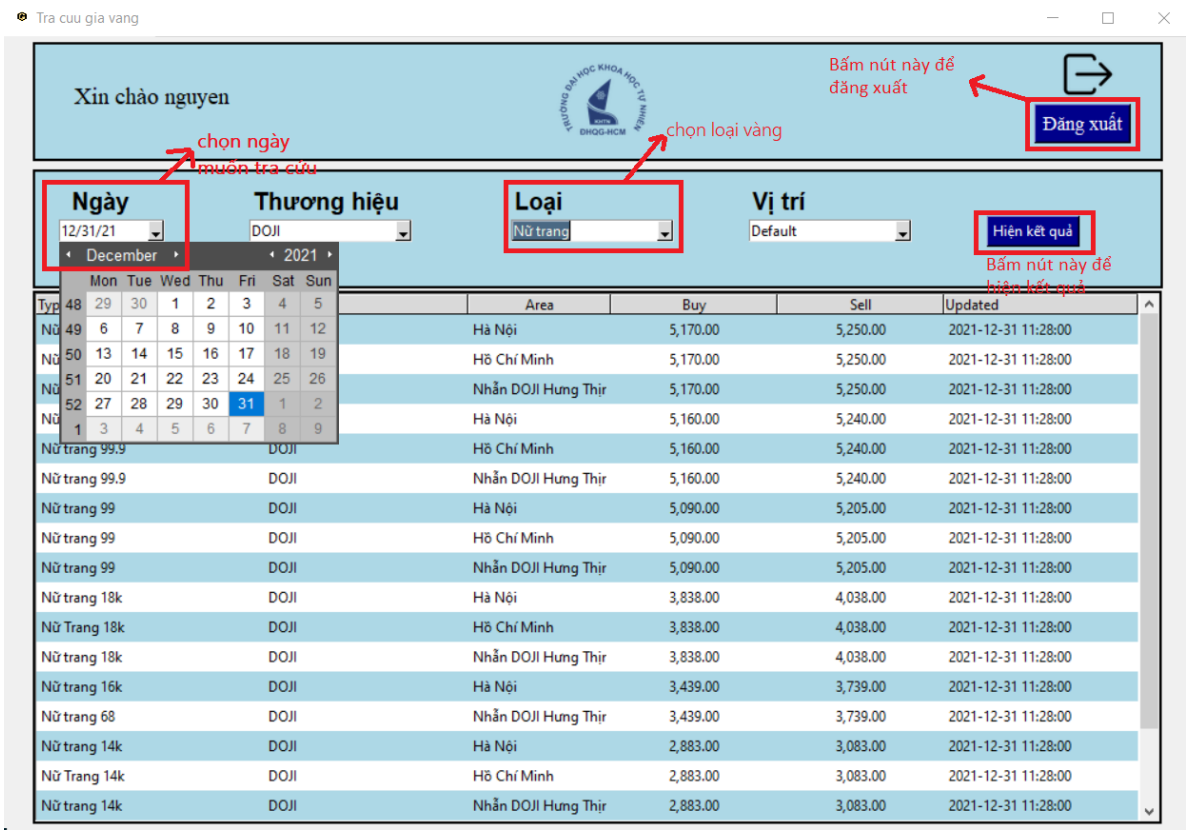 Tra cuu gia vang
Xin chào nguyen
TRƯỜNG ĐẠI HỌC KHOA HỌC TỰ NHIÊN
KHTN
ĐHQG-HCM
Bấm nút này để
đăng xuất
Đăng xuất
chọn ngày
muốn tra cứu
chọn loại vàng
Ngày Thương hiệu Loại Vị trí
12/31/21 DOJI Nữ trang Default Hiện kết quả
Bấm nút này để
hiện kết quả
December 2021
Mon Tue Wed Thu Fri Sat Sun
48 29 30 1 2 3 4 5
49 6 7 8 9 10 11 12
50 13 14 15 16 17 18 19
51 20 21 22 23 24 25 26
52 27 28 29 30 31 1 2
1 3 4 5 6 7 8 9
Typ Area Buy Sell Updated
Nữ Hà Nội 5,170.00 5,250.00 2021-12-31 11:28:00
Nữ Hồ Chí Minh 5,170.00 5,250.00 2021-12-31 11:28:00
Nữ Nhẫn DOJI Hưng Thịr 5,170.00 5,250.00 2021-12-31 11:28:00
Nữ Hà Nội 5,160.00 5,240.00 2021-12-31 11:28:00
Nữ trang 99.9 DOJI Hồ Chí Minh 5,160.00 5,240.00 2021-12-31 11:28:00
Nữ trang 99.9 DOJI Nhẫn DOJI Hưng Thịr 5,160.00 5,240.00 2021-12-31 11:28:00
Nữ trang 99 DOJI Hà Nội 5,090.00 5,205.00 2021-12-31 11:28:00
Nữ trang 99 DOJI Hồ Chí Minh 5,090.00 5,205.00 2021-12-31 11:28:00
Nữ trang 99 DOJI Nhẫn DOJI Hưng Thịr 5,090.00 5,205.00 2021-12-31 11:28:00
Nữ trang 18k DOJI Hà Nội 3,838.00 4,038.00 2021-12-31 11:28:00
Nữ Trang 18k DOJI Hồ Chí Minh 3,838.00 4,038.00 2021-12-31 11:28:00
Nữ trang 18k DOJI Nhẫn DOJI Hưng Thịr 3,838.00 4,038.00 2021-12-31 11:28:00
Nữ trang 16k DOJI Hà Nội 3,439.00 3,739.00 2021-12-31 11:28:00
Nữ trang 68 DOJI Nhẫn DOJI Hưng Thịr 3,439.00 3,739.00 2021-12-31 11:28:00
Nữ trang 14k DOJI Hà Nội 2,883.00 3,083.00 2021-12-31 11:28:00
Nữ Trang 14k DOJI Hồ Chí Minh 2,883.00 3,083.00 2021-12-31 11:28:00
Nữ trang 14k DOJI Nhẫn DOJI Hưng Thịr 2,883.00 3,083.00 2021-12-31 11:28:00